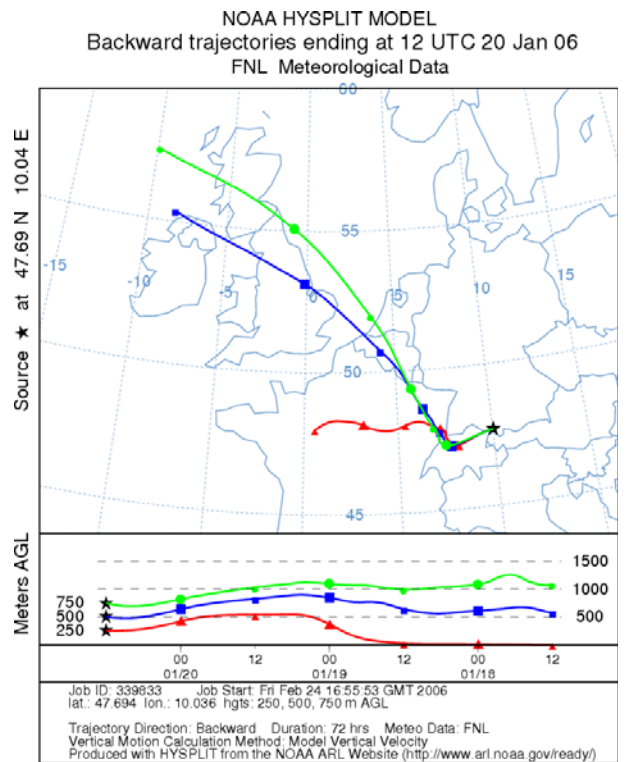 NOAA HYSPLIT MODEL
Backward trajectories ending at 12 UTC 20 Jan 06
FNL Meteorological Data
Source ★ at 47.69 N 10.04 E
60
-15
-10
-5
0
5
10
15
55
50
45
Meters AGL
1500
1000
500
750
500
250
00 12 00 12 00 12
01/20 01/19 01/18
Job ID: 339833 Job Start: Fri Feb 24 16:55:53 GMT 2006
lat.: 47.694 lon.: 10.036 hgts: 250, 500, 750 m AGL
Trajectory Direction: Backward Duration: 72 hrs Meteo Data: FNL
Vertical Motion Calculation Method: Model Vertical Velocity
Produced with HYSPLIT from the NOAA ARL Website (http://www.arl.noaa.gov/ready/)